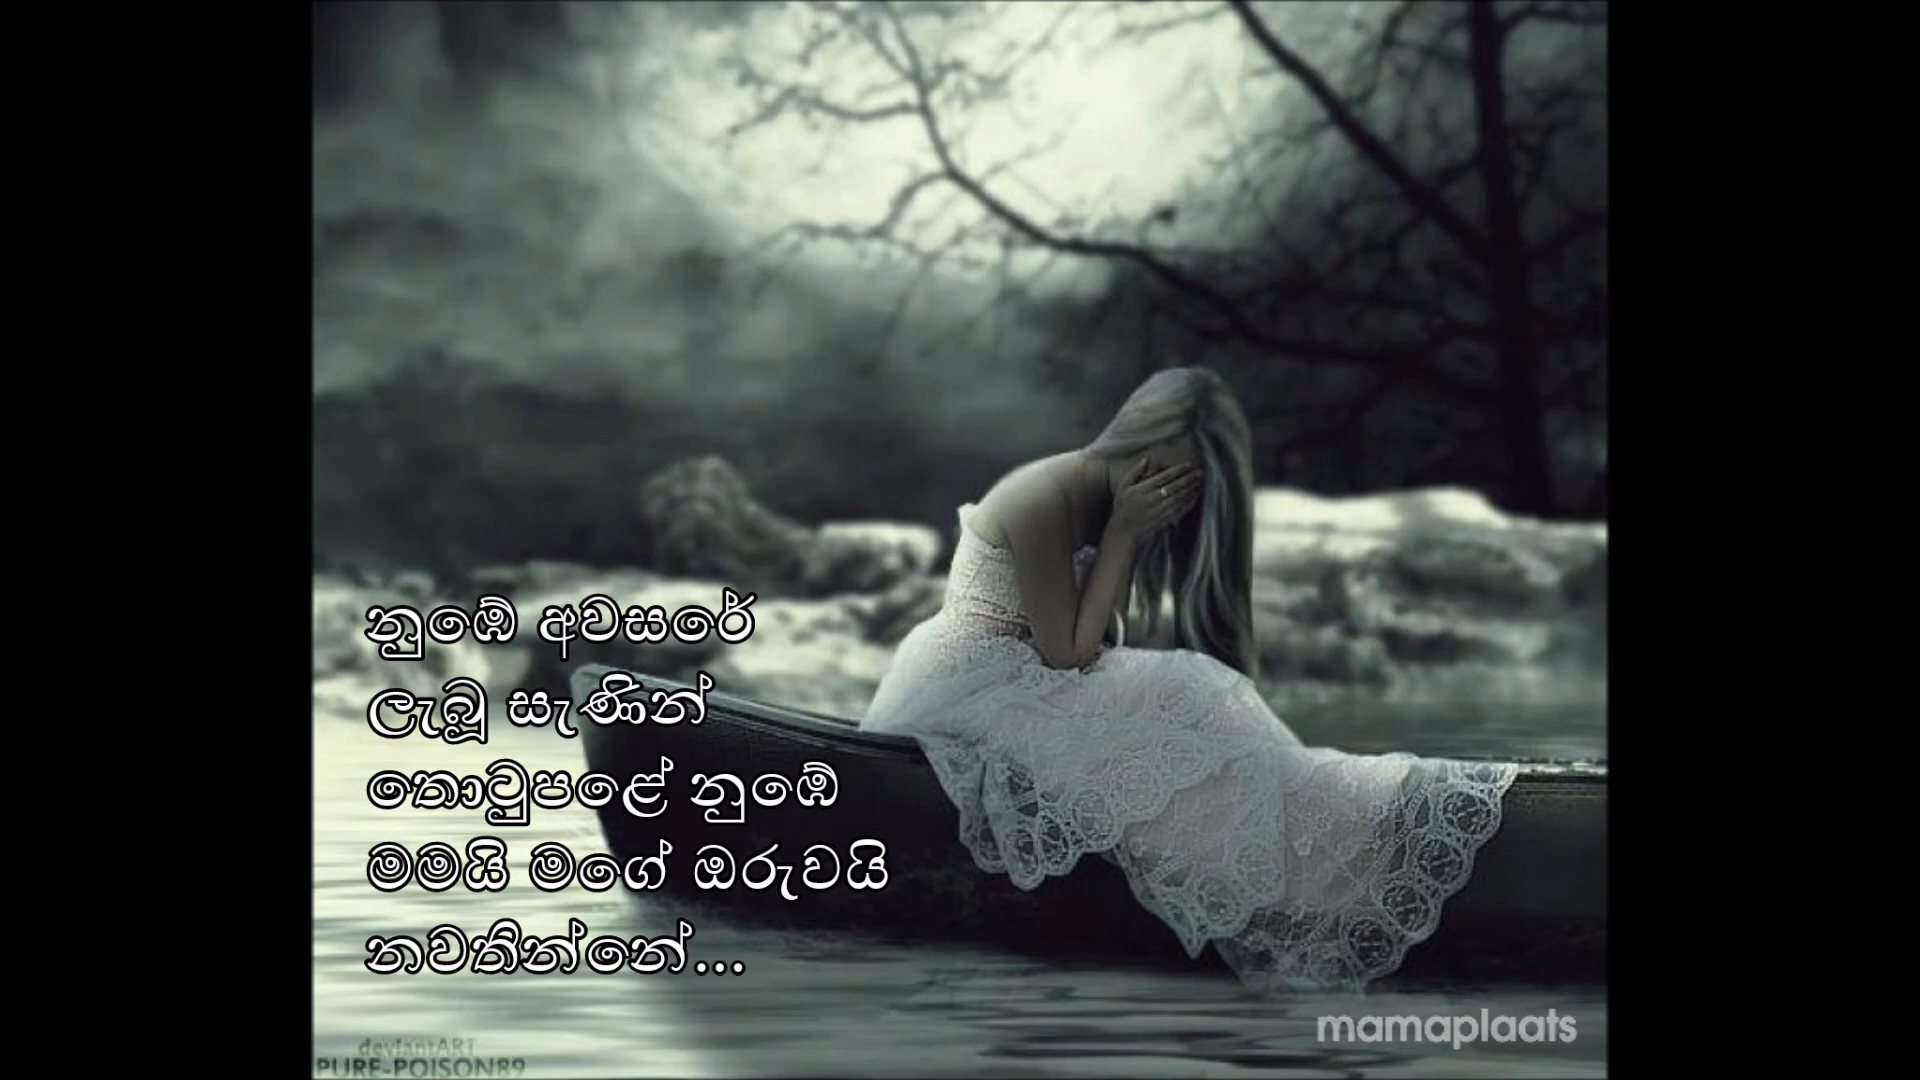 නුඹේ අවසරේ
ලැබූ සැණින්
තොටුපළේ නුඹේ
මමයි මගේ ඔරුවයි
නවතින්නේ...
mamaplaats
deviantART
PURE-POISON89